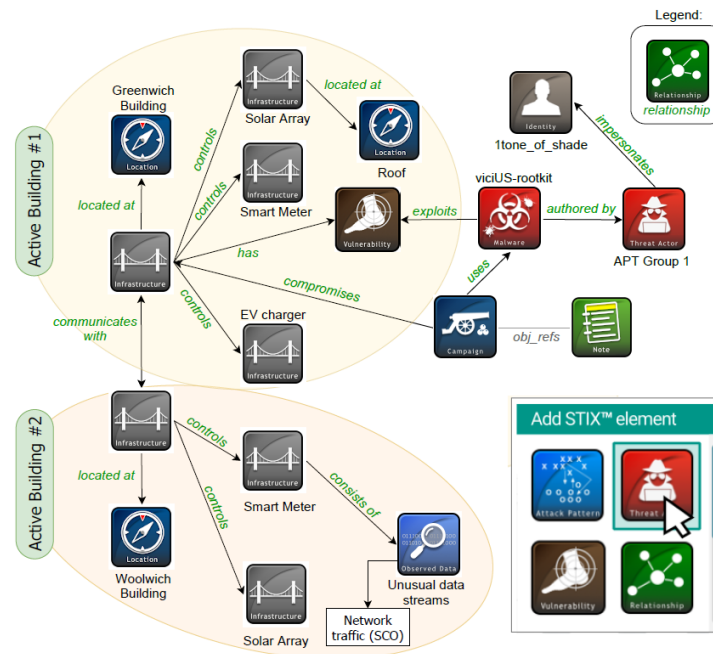 Legend:
Relationship
relationship
Active Building #1
Greenwich
Building
Location
located at
Infrastructure
controls
Infrastructure
Solar Array
located at
Location
Roof
controls
Infrastructure
Smart Meter
has
Vulnerability
exploits
viciUS-rootkit
Malware
authored by
Threat Actor
APT Group 1
impersonates
Identity
1tone_of_shade
uses
compromises
Campaign
obj_refs
Note
controls
EV charger
Infrastructure
communicates
with
Active Building #2
Infrastructure
located at
Location
Woolwich
Building
controls
Infrastructure
Smart Meter
controls
Infrastructure
Solar Array
consists of
Observed Data
Unusual data
streams
Network
traffic (SCO)
Add STIX™ element
Attack Pattern
Threat
Vulnerability
Relationship